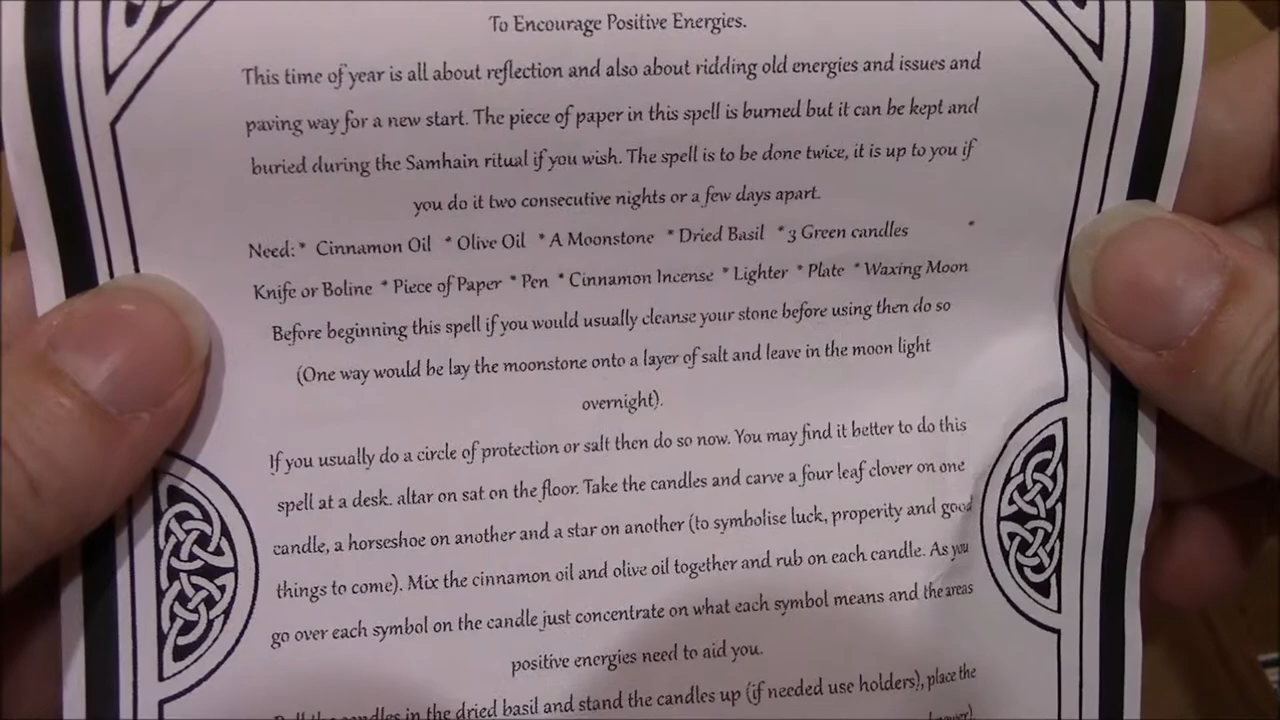 To Encourage Positive Energies.
This time of year is all about reflection and also about ridding old energies and issues and
paving way for a new start. The piece of paper in this spell is burned but it can be kept and
buried during the Samhain ritual if you wish. The spell is to be done twice, it is up to you if
you do it two consecutive nights or a few days apart.
Need: * Cinnamon Oil * Olive Oil * A Moonstone * Dried Basil * 3 Green candles *
Knife or Boline * Piece of Paper * Pen * Cinnamon Incense * Lighter * Plate * Waxing Moon
Before beginning this spell if you would usually cleanse your stone before using then do so
(One way would be lay the moonstone onto a layer of salt and leave in the moon light
overnight).
If you usually do a circle of protection or salt then do so now. You may find it better to do this
spell at a desk. altar on sat on the floor. Take the candles and carve a four leaf clover on one
candle, a horseshoe on another and a star on another (to symbolise luck, properity and good
things to come). Mix the cinnamon oil and olive oil together and rub on each candle. As you
go over each symbol on the candle just concentrate on what each symbol means and the areas
positive energies need to aid you.
the candles in the dried basil and stand the candles up (if needed use holders), place the